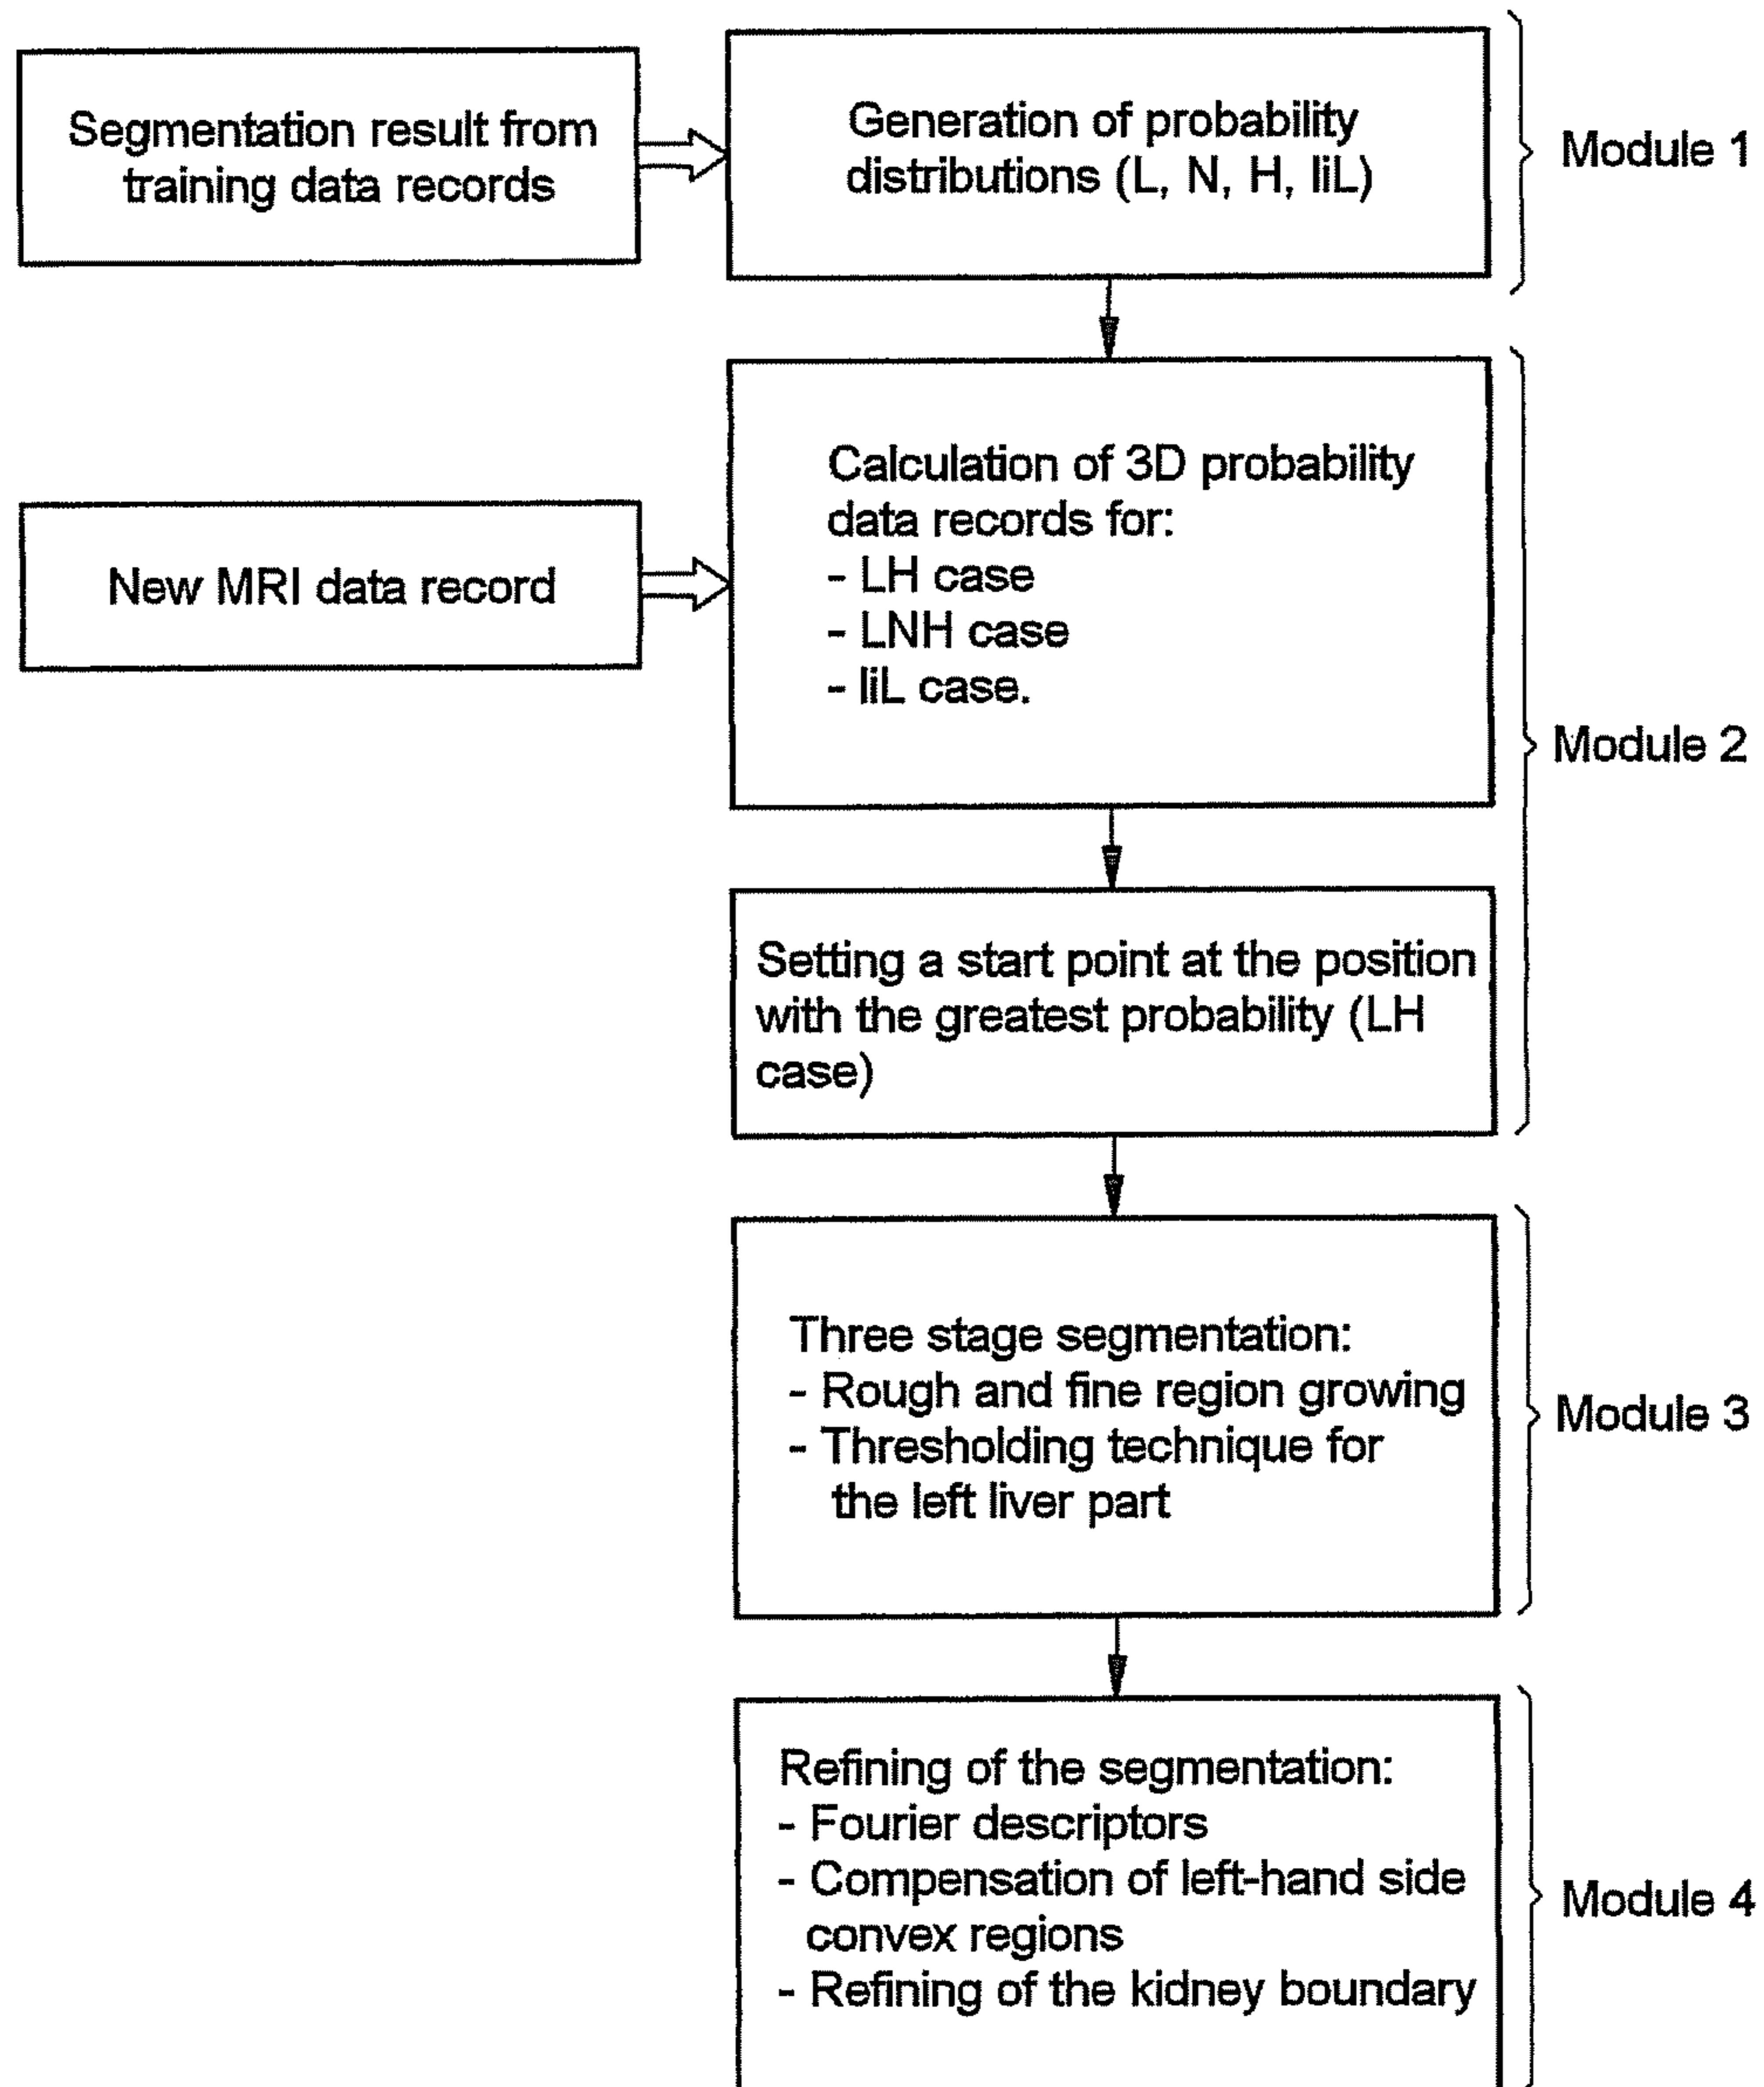 Segmentation result from
training data records
Generation of probability
distributions (L, N, H, liL)
Module 1
New MRI data record
Calculation of 3D probability
data records for:
- LH case
- LNH case
- liL case.
Module 2
Setting a start point at the position
with the greatest probability (LH
case)
Three stage segmentation:
- Rough and fine region growing
- Thresholding technique for
the left liver part
Module 3
Refining of the segmentation:
- Fourier descriptors
- Compensation of left-hand side
convex regions
- Refining of the kidney boundary
Module 4